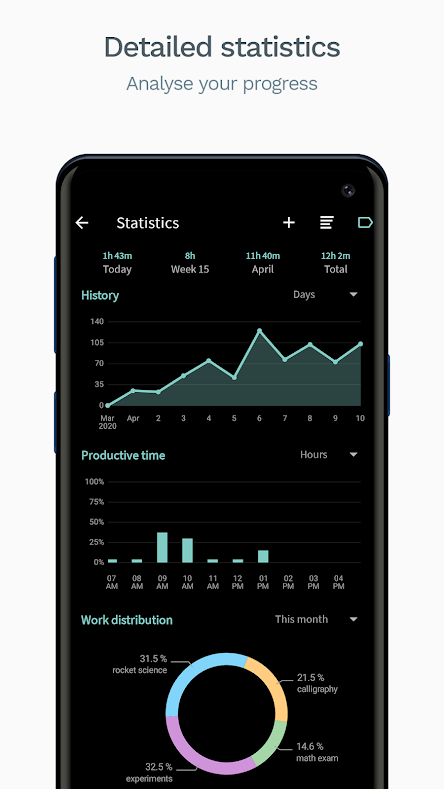 Detailed statistics
Analyse your progress
Statistics
1h 43m 8h 11h 40m 12h 2m
Today Week 15 April Total
History Days
140
105
70
35
0
Mar Apr 2 3 4 5 6 7 8 9 10
2020
Productive time Hours
100%
75%
50%
25%
0%
07 08 09 10 11 12 01 02 03 04
AM AM AM AM AM PM PM PM PM PM
Work distribution This month
31.5 %
rocket science
21.5 %
calligraphy
14.6 %
math exam
32.5 %
experiments